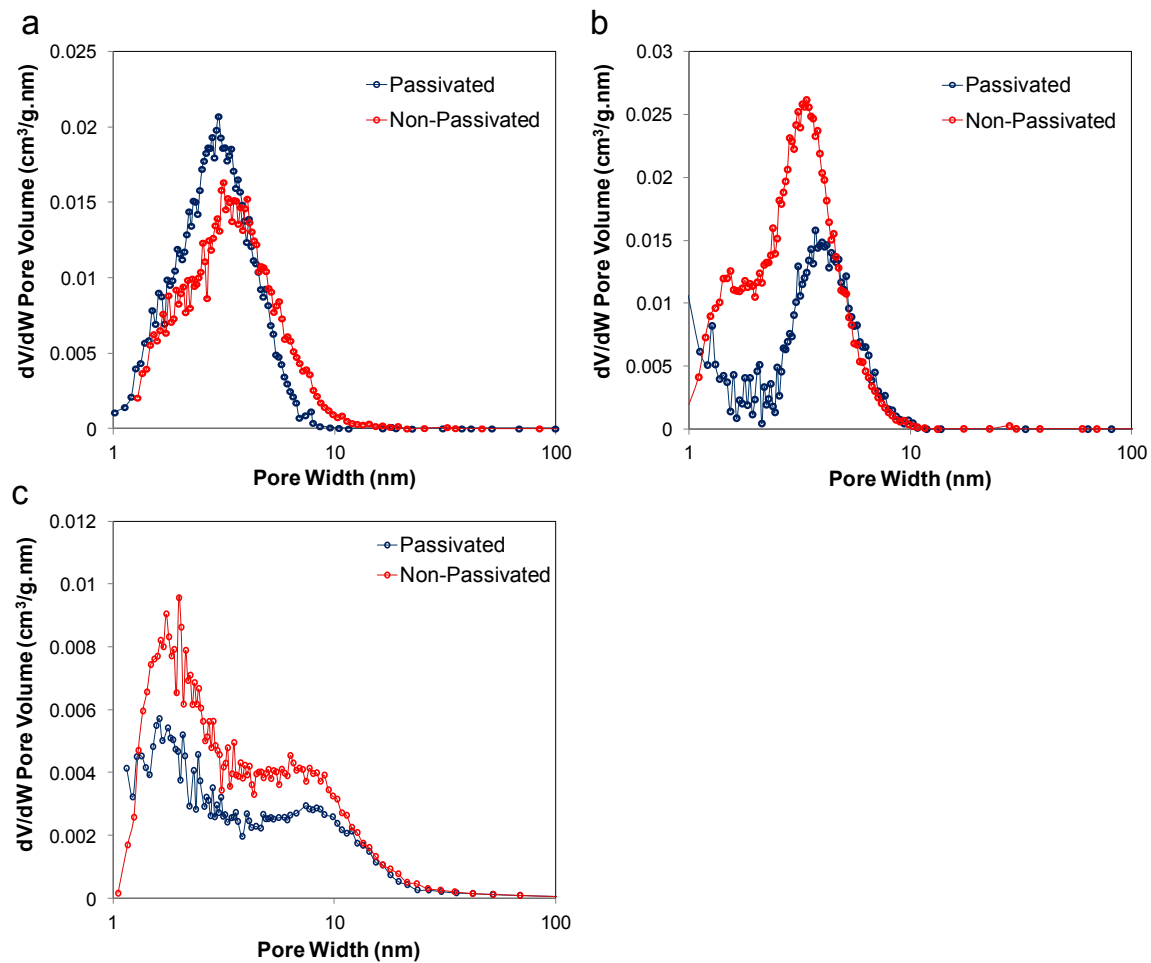 a
dV/dW Pore Volume (cm³/g.nm)
0.025
0.02
0.015
0.01
0.005
0
1
10
100
Pore Width (nm)
Passivated
Non-Passivated
b
dV/dW Pore Volume (cm³/g.nm)
0.03
0.025
0.02
0.015
0.01
0.005
0
1
10
100
Pore Width (nm)
Passivated
Non-Passivated
c
dV/dW Pore Volume (cm³/g.nm)
0.012
0.01
0.008
0.006
0.004
0.002
0
1
10
100
Pore Width (nm)
Passivated
Non-Passivated